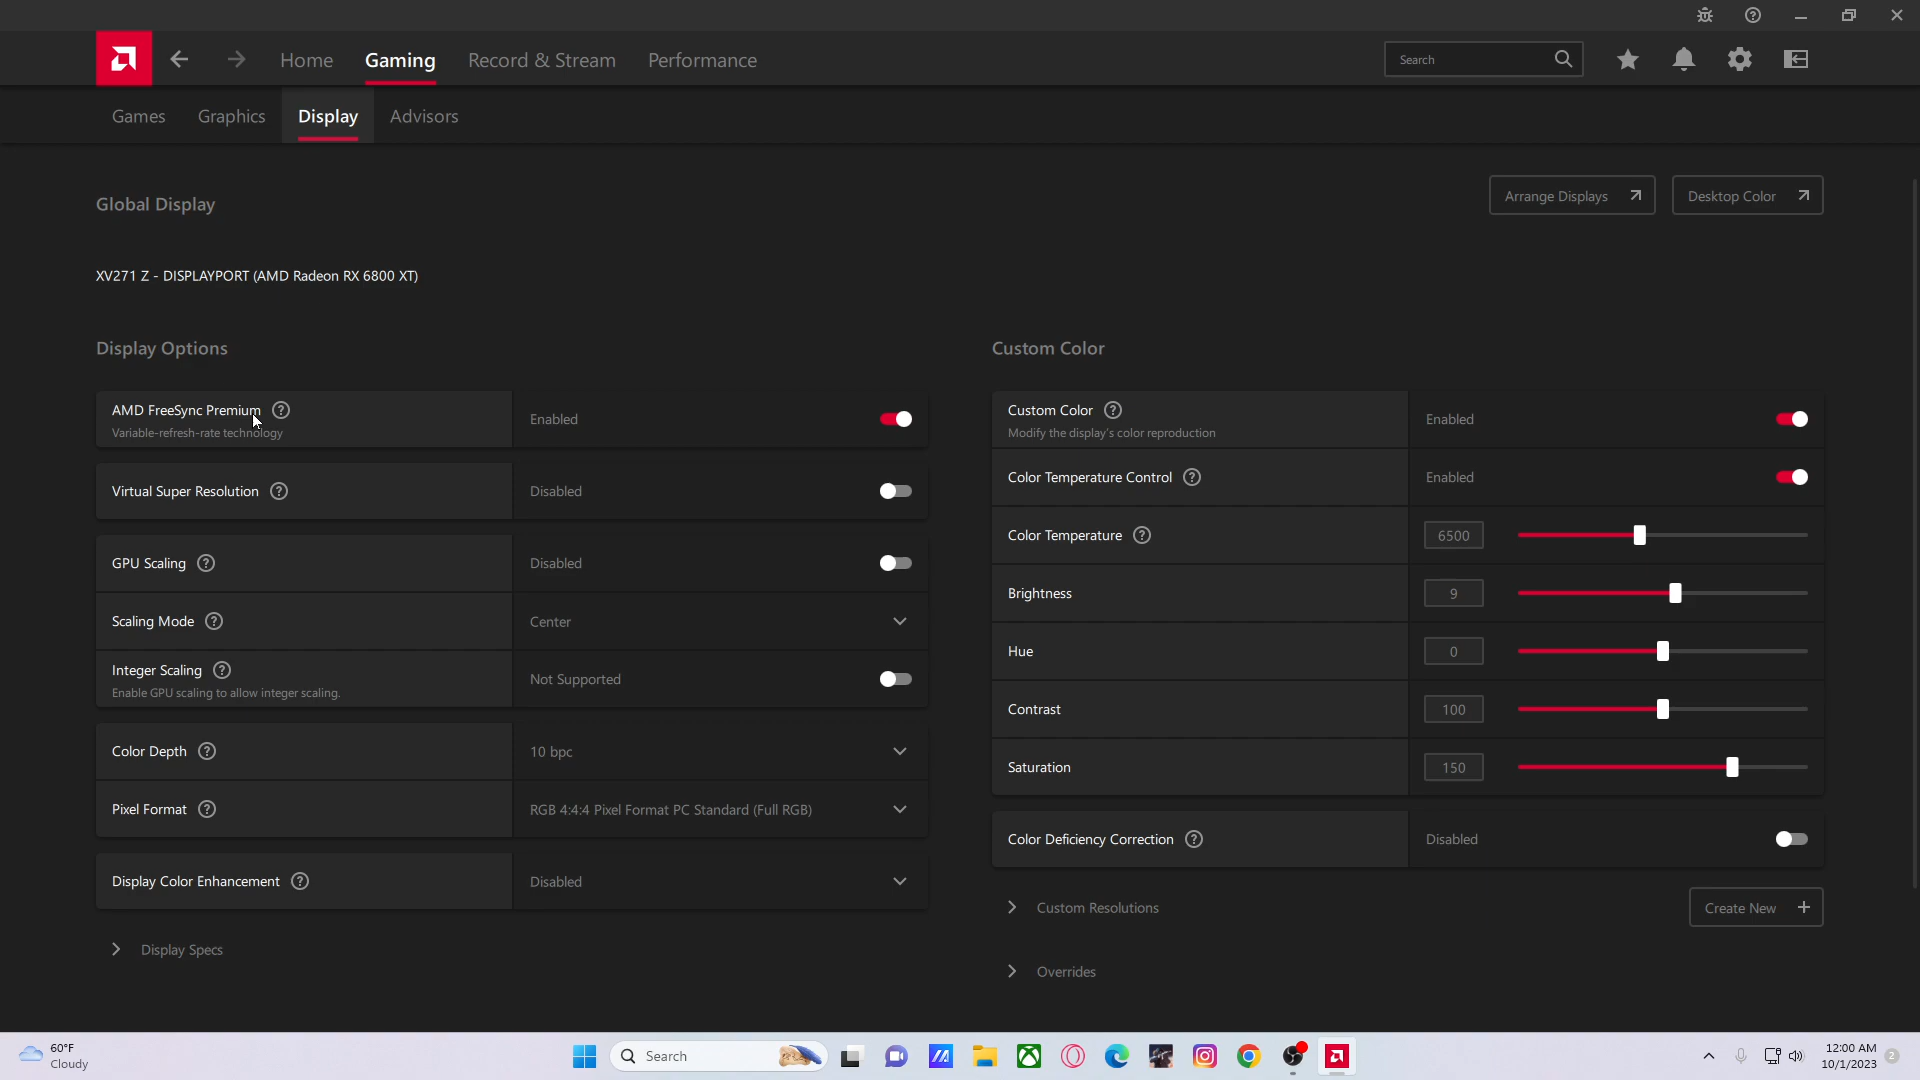 Home
Gaming
Record & Stream
Performance
Search
Games
Graphics
Display
Advisors
Global Display
Arrange Displays
Desktop Color
XV271 Z - DISPLAYPORT (AMD Radeon RX 6800 XT)
Display Options
AMD FreeSync Premium
Variable-refresh-rate technology
Enabled
Virtual Super Resolution
Disabled
GPU Scaling
Disabled
Scaling Mode
Center
Integer Scaling
Enable GPU scaling to allow integer scaling.
Not Supported
Color Depth
10 bpc
Pixel Format
RGB 4:4:4 Pixel Format PC Standard (Full RGB)
Display Color Enhancement
Disabled
Display Specs
Custom Color
Custom Color
Modify the display's color reproduction
Enabled
Color Temperature Control
Enabled
Color Temperature
6500
Brightness
9
Hue
0
Contrast
100
Saturation
150
Color Deficiency Correction
Disabled
Custom Resolutions
Create New
Overrides
60°F
Cloudy
Search
12:00 AM
10/1/2023
2